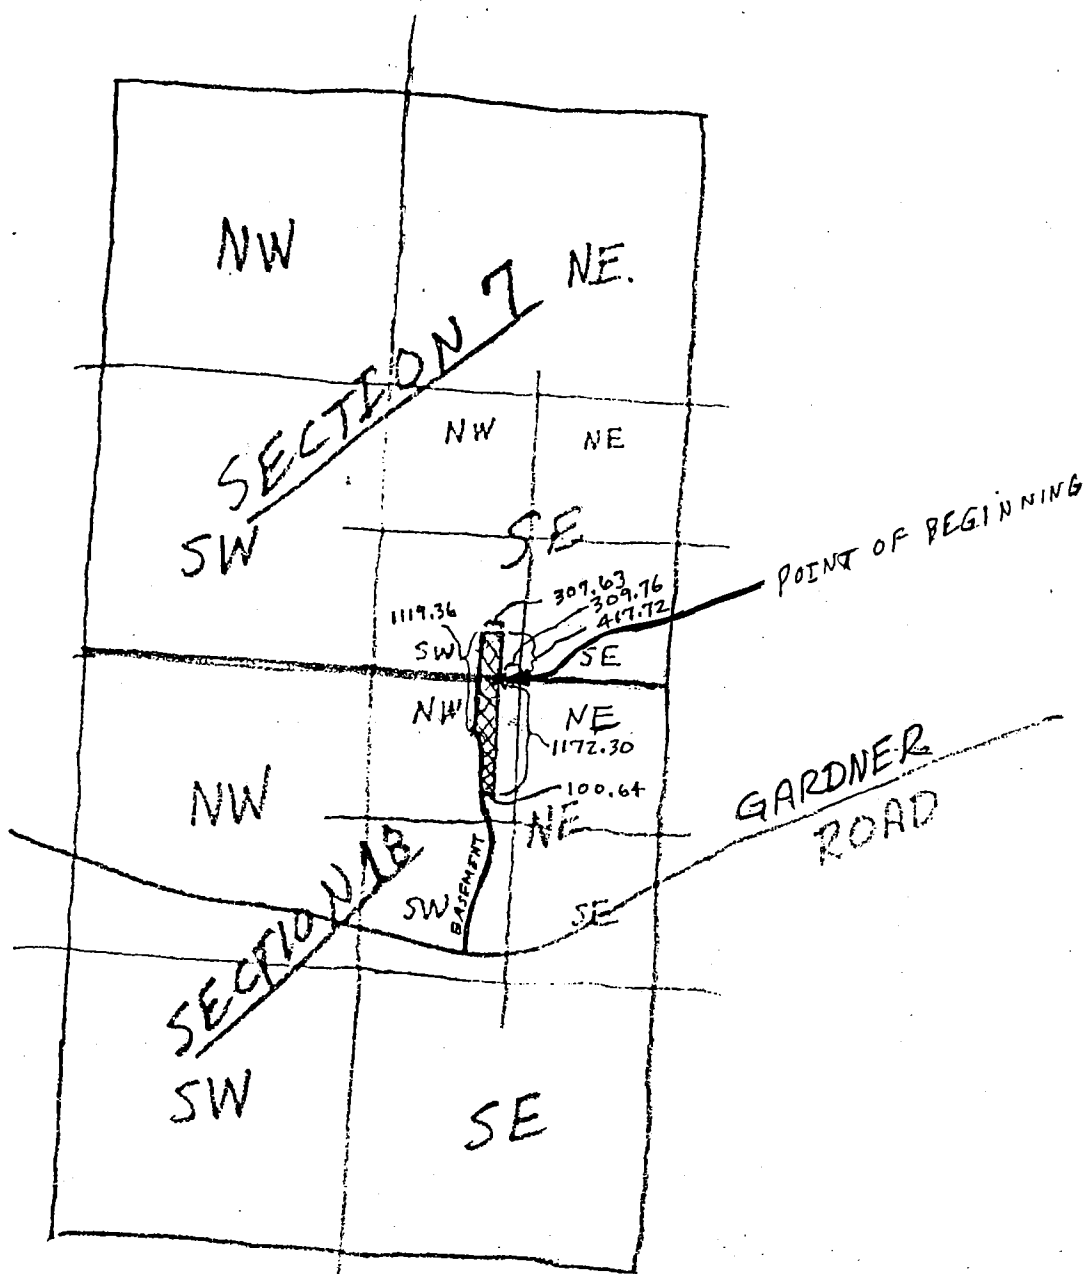 NW
NE.
SECTION 7
NW
NE
SW
SE
POINT OF BEGINNING
307.63
309.76
417.72
1119.36
SW
SE
NW
NE
1172.30
100.64
NW
NE
GARDNER
ROAD
SECTION 18
SW
BASEMENT
SE
SW
SE